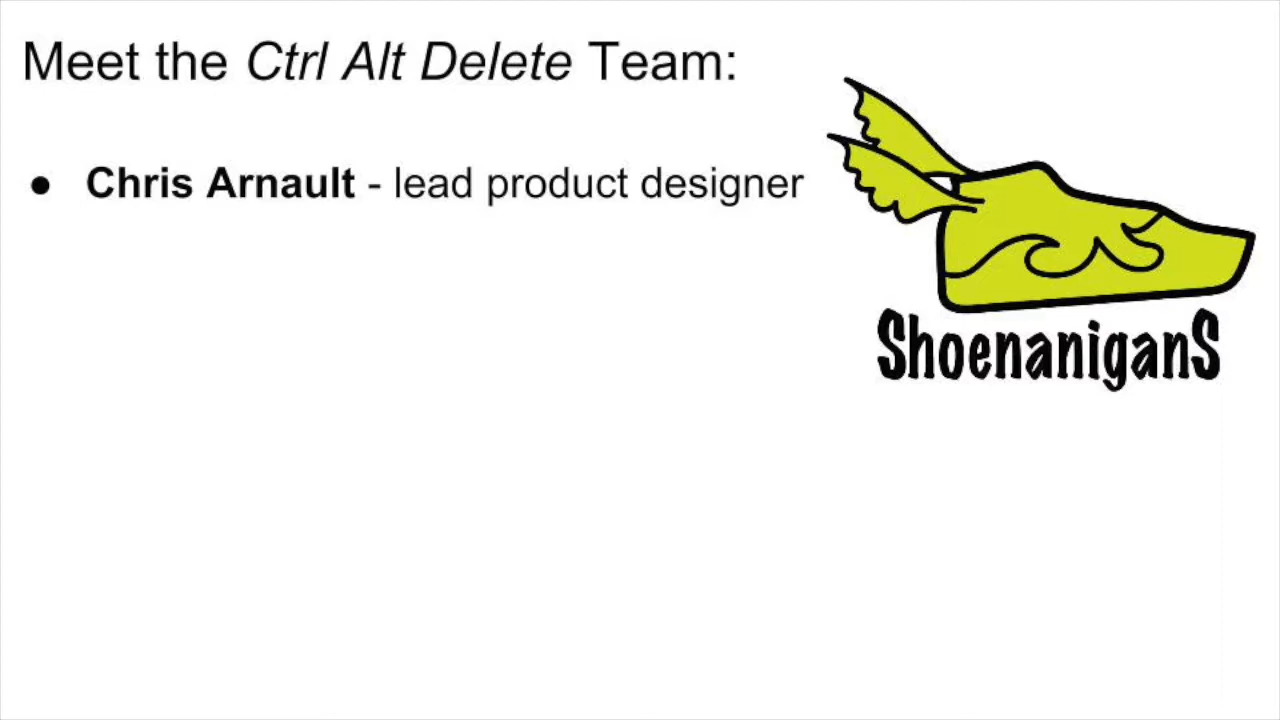 Meet the Ctrl Alt Delete Team:
● Chris Arnault - lead product designer
ShoenaniganS